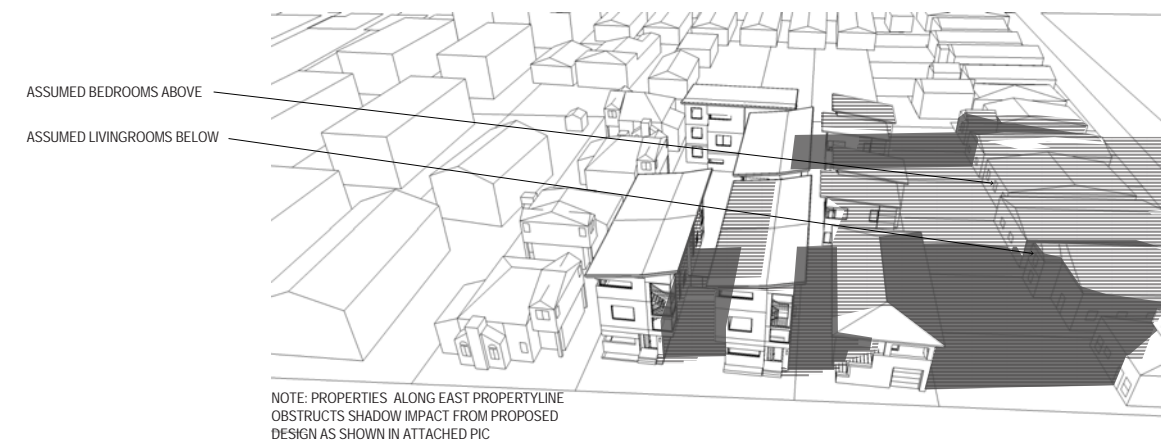 ASSUMED BEDROOMS ABOVE
ASSUMED LIVINGROOMS BELOW
NOTE: PROPERTIES ALONG EAST PROPERTYLINE
OBSTRUCTS SHADOW IMPACT FROM PROPOSED
DESIGN AS SHOWN IN ATTACHED PIC